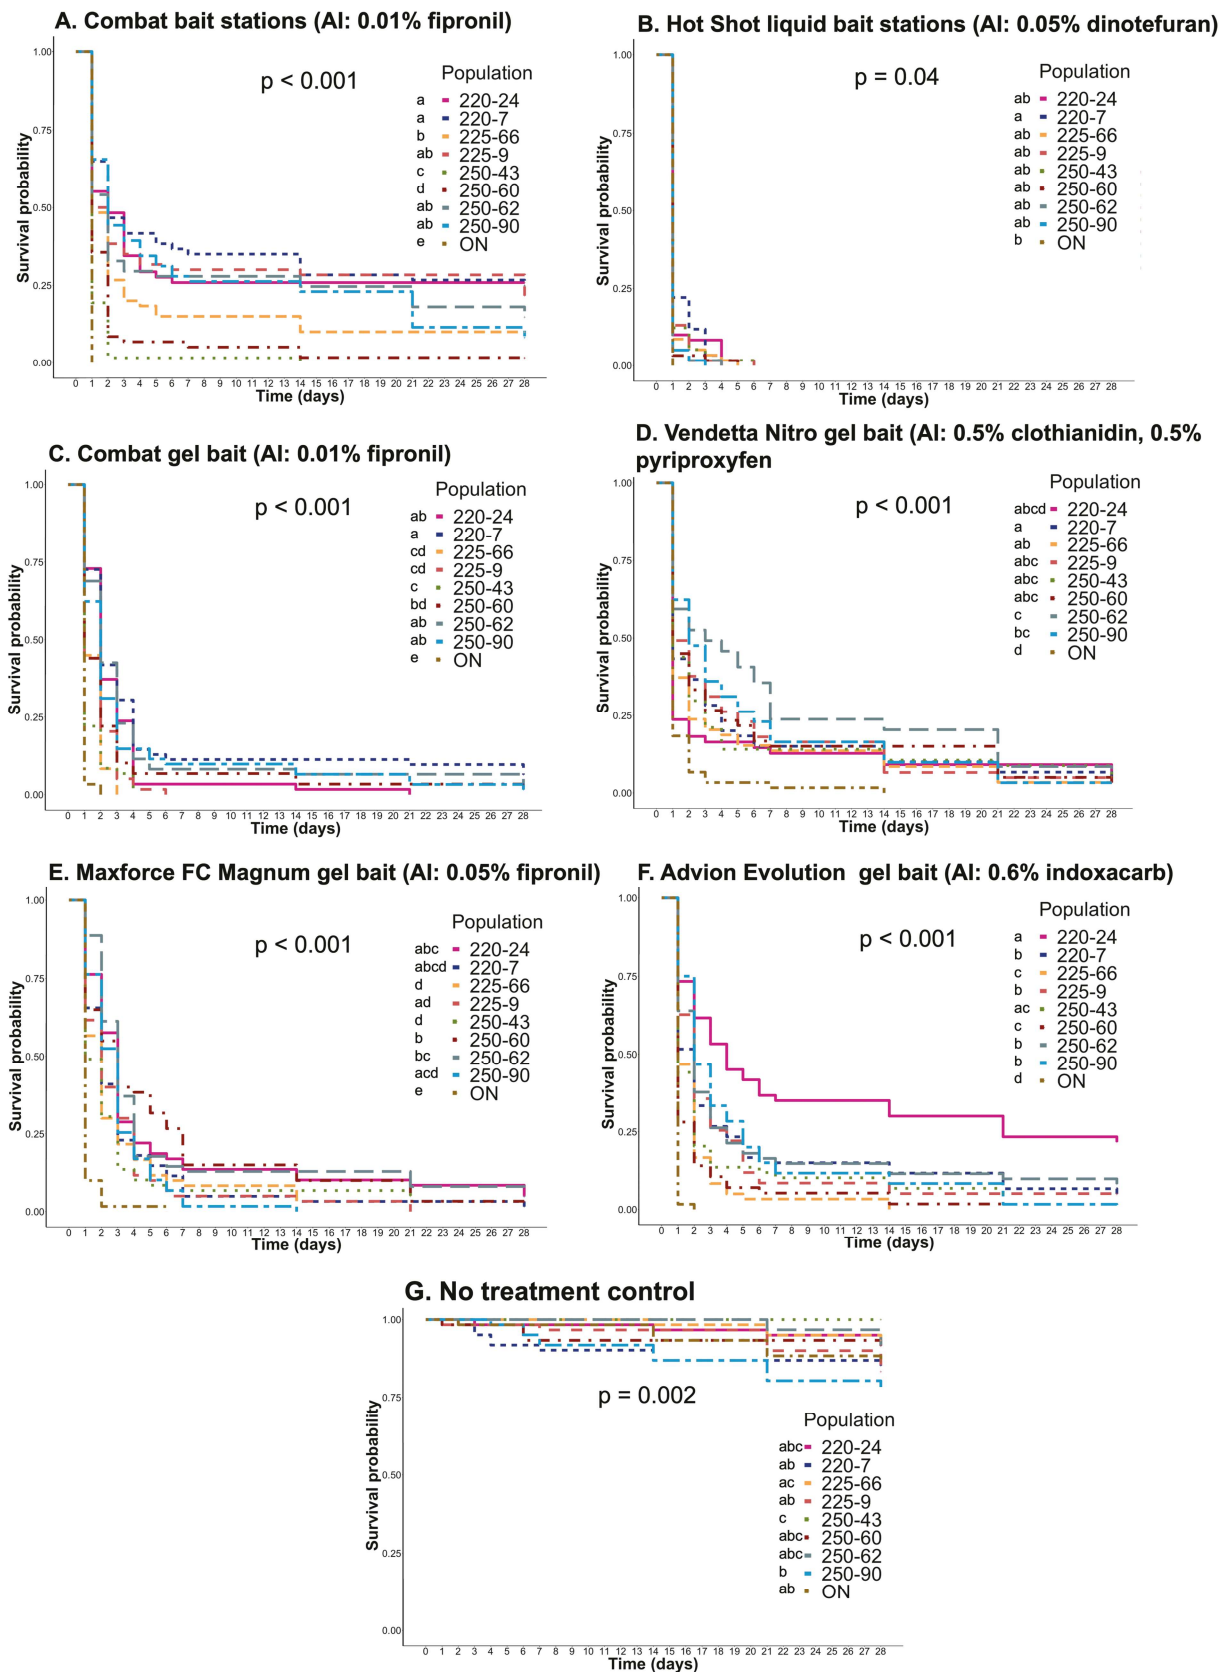 A. Combat bait stations (AI: 0.01% fipronil)
Survival probability
1.00
0.75
0.50
0.25
0.00
p < 0.001
Population
a 220-24
a 220-7
b 225-66
ab 225-9
c 250-43
d 250-60
ab 250-62
ab 250-90
e ON
0 1 2 3 4 5 6 7 8 9 10 11 12 13 14 15 16 17 18 19 20 21 22 23 24 25 26 27 28
Time (days)
B. Hot Shot liquid bait stations (AI: 0.05% dinotefuran)
Survival probability
1.00
0.75
0.50
0.25
0.00
p = 0.04
Population
ab 220-24
a 220-7
ab 225-66
ab 225-9
ab 250-43
ab 250-60
ab 250-62
ab 250-90
b ON
0 1 2 3 4 5 6 7 8 9 10 11 12 13 14 15 16 17 18 19 20 21 22 23 24 25 26 27 28
Time (days)
C. Combat gel bait (AI: 0.01% fipronil)
Survival probability
1.00
0.75
0.50
0.25
0.00
p < 0.001
Population
ab 220-24
a 220-7
cd 225-66
cd 225-9
c 250-43
bd 250-60
ab 250-62
ab 250-90
e ON
0 1 2 3 4 5 6 7 8 9 10 11 12 13 14 15 16 17 18 19 20 21 22 23 24 25 26 27 28
Time (days)
D. Vendetta Nitro gel bait (AI: 0.5% clothianidin, 0.5%
pyriproxyfen
Survival probability
1.00
0.75
0.50
0.25
0.00
p < 0.001
Population
abcd 220-24
a 220-7
ab 225-66
abc 225-9
abc 250-43
abc 250-60
c 250-62
bc 250-90
d ON
0 1 2 3 4 5 6 7 8 9 10 11 12 13 14 15 16 17 18 19 20 21 22 23 24 25 26 27 28
Time (days)
E. Maxforce FC Magnum gel bait (AI: 0.05% fipronil)
Survival probability
1.00
0.75
0.50
0.25
0.00
p < 0.001
Population
abc 220-24
abcd 220-7
d 225-66
ad 225-9
d 250-43
b 250-60
bc 250-62
acd 250-90
e ON
0 1 2 3 4 5 6 7 8 9 10 11 12 13 14 15 16 17 18 19 20 21 22 23 24 25 26 27 28
Time (days)
F. Advion Evolution gel bait (AI: 0.6% indoxacarb)
Survival probability
1.00
0.75
0.50
0.25
0.00
p < 0.001
Population
a 220-24
b 220-7
c 225-66
b 225-9
ac 250-43
c 250-60
b 250-62
b 250-90
d ON
0 1 2 3 4 5 6 7 8 9 10 11 12 13 14 15 16 17 18 19 20 21 22 23 24 25 26 27 28
Time (days)
G. No treatment control
Survival probability
1.00
0.75
0.50
0.25
0.00
p = 0.002
Population
abc 220-24
ab 220-7
ac 225-66
ab 225-9
c 250-43
abc 250-60
abc 250-62
b 250-90
ab ON
0 1 2 3 4 5 6 7 8 9 10 11 12 13 14 15 16 17 18 19 20 21 22 23 24 25 26 27 28
Time (days)